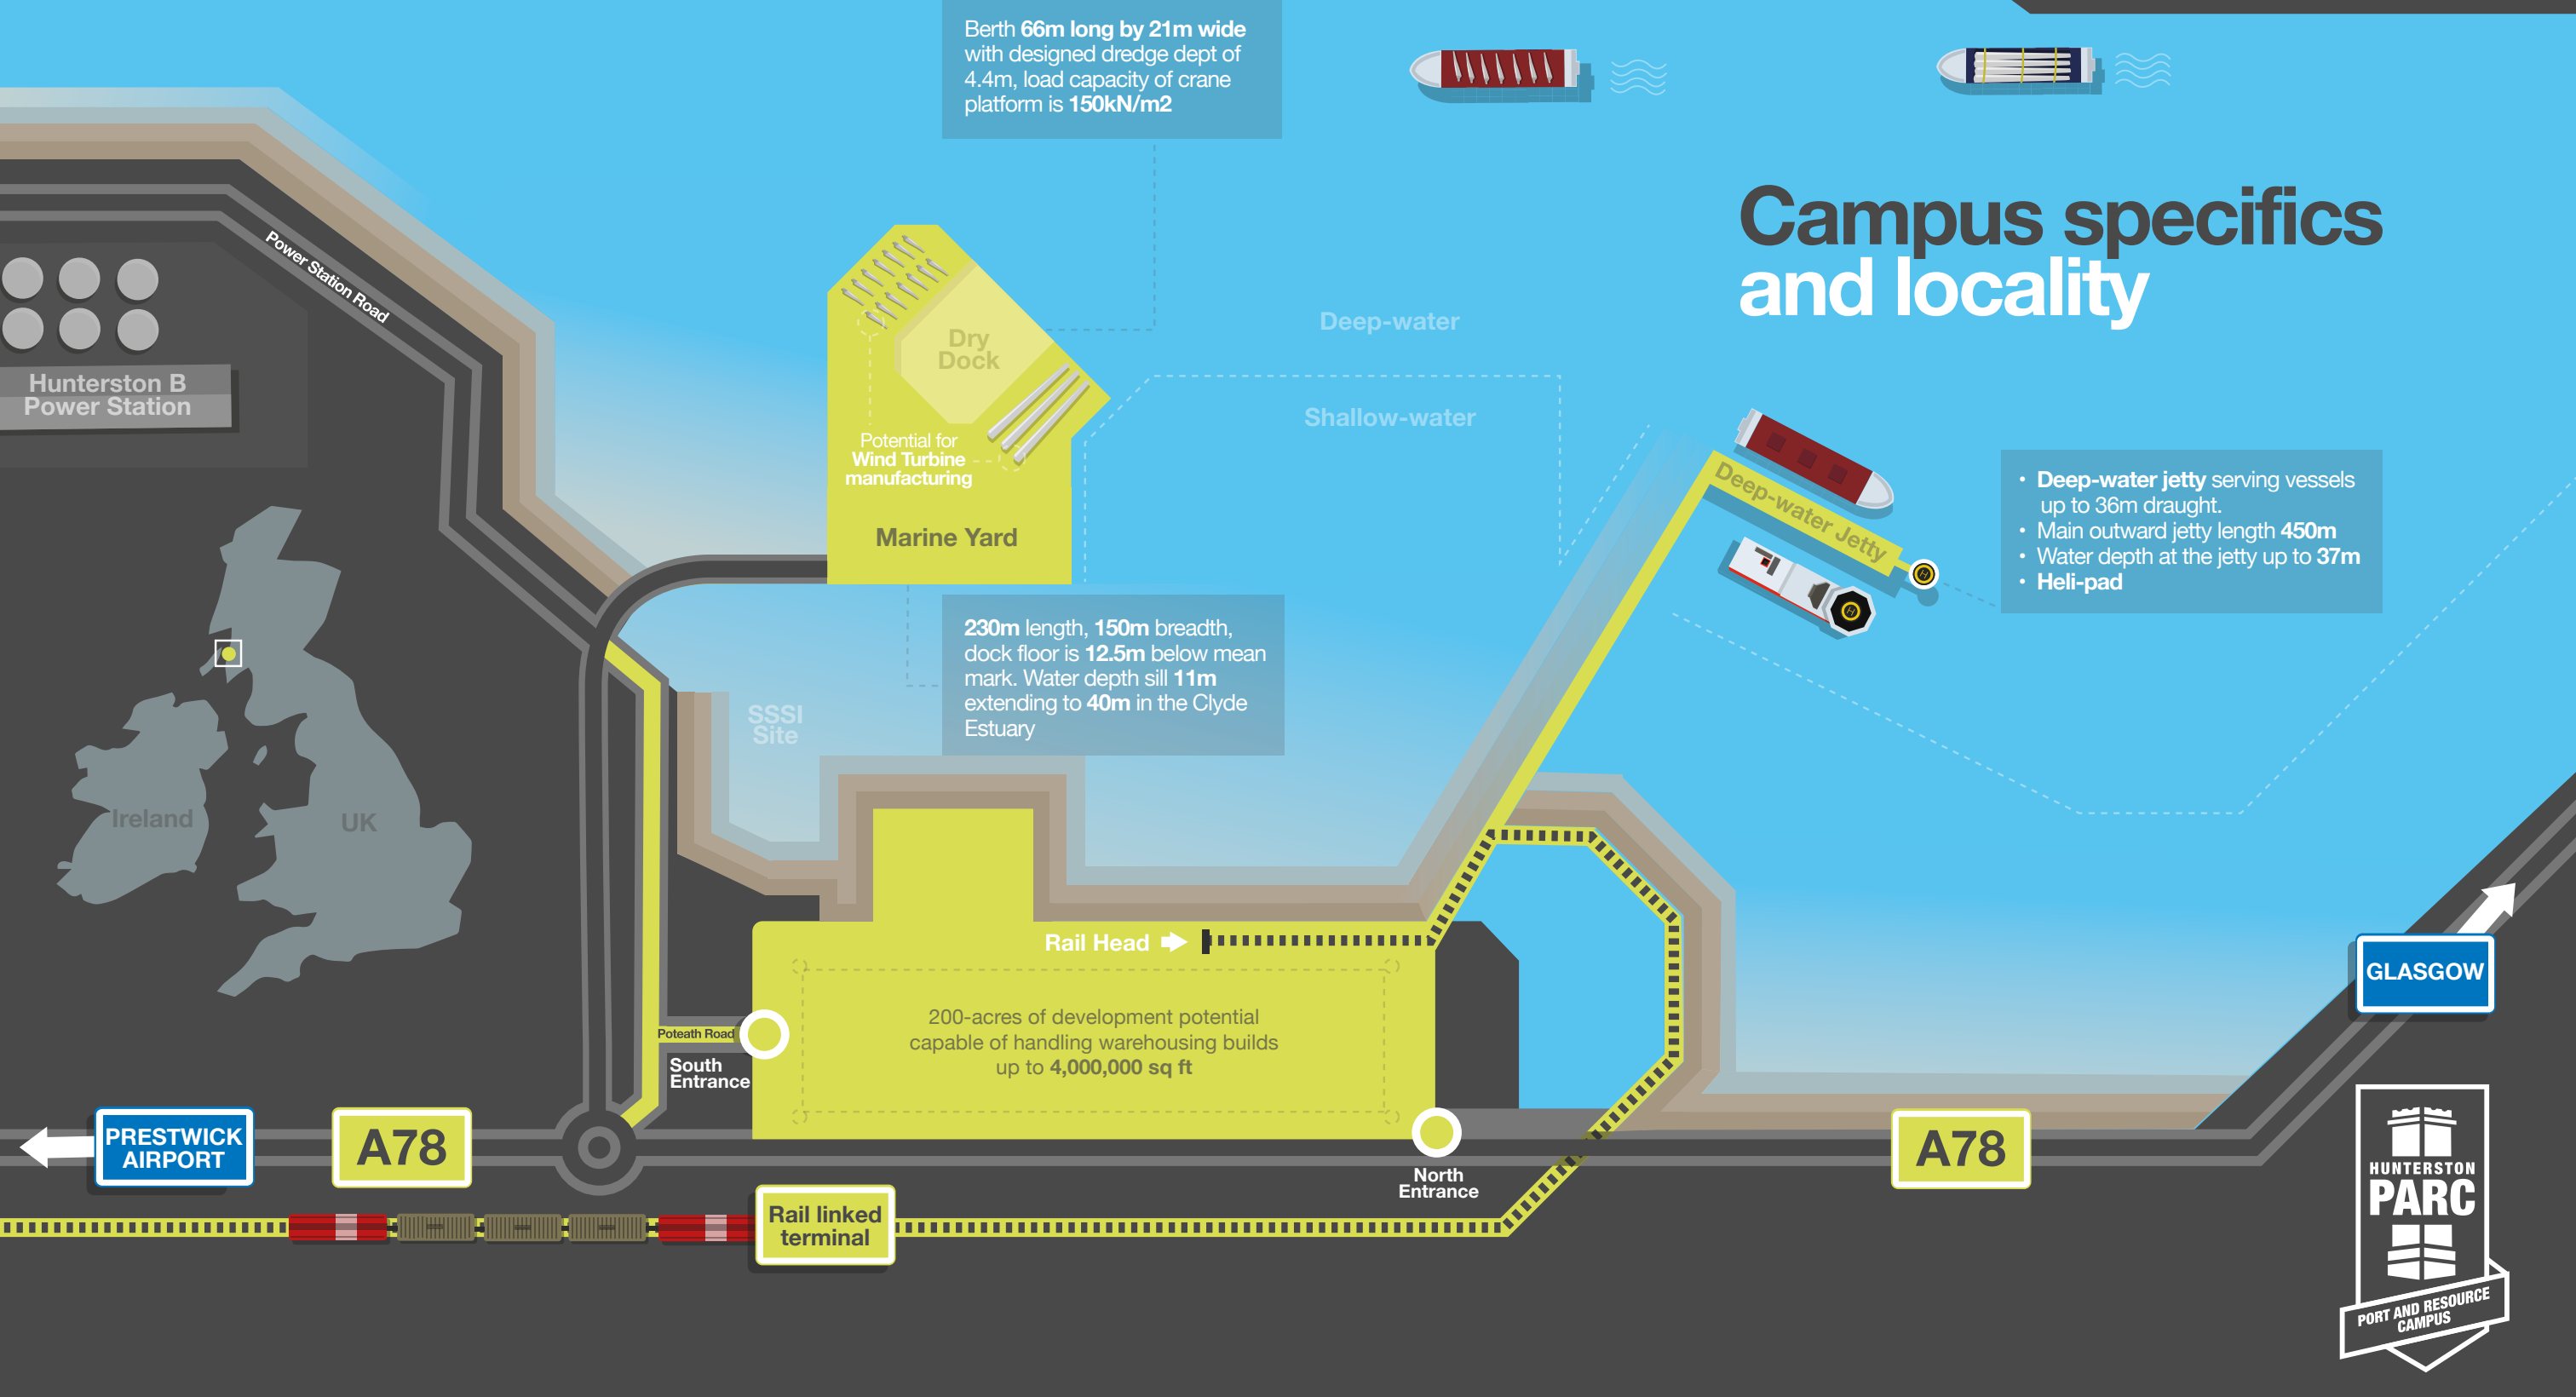 Berth 66m long by 21m wide
with designed dredge dept of
4.4m, load capacity of crane
platform is 150kN/m2
Campus specifics
and locality
Power Station Road
Hunterston B
Power Station
Dry
Dock
Deep-water
Shallow-water
Potential for
Wind Turbine
manufacturing
Marine Yard
Deep-water Jetty
H
H
• Deep-water jetty serving vessels
up to 36m draught.
• Main outward jetty length 450m
• Water depth at the jetty up to 37m
• Heli-pad
230m length, 150m breadth,
dock floor is 12.5m below mean
mark. Water depth sill 11m
extending to 40m in the Clyde
Estuary
SSSI
Site
Ireland
UK
Rail Head
200-acres of development potential
capable of handling warehousing builds
up to 4,000,000 sq ft
Poteath Road
South
Entrance
GLASGOW
PRESTWICK
AIRPORT
A78
North
Entrance
A78
Rail linked
terminal
HUNTERSTON
PARC
PORT AND RESOURCE
CAMPUS